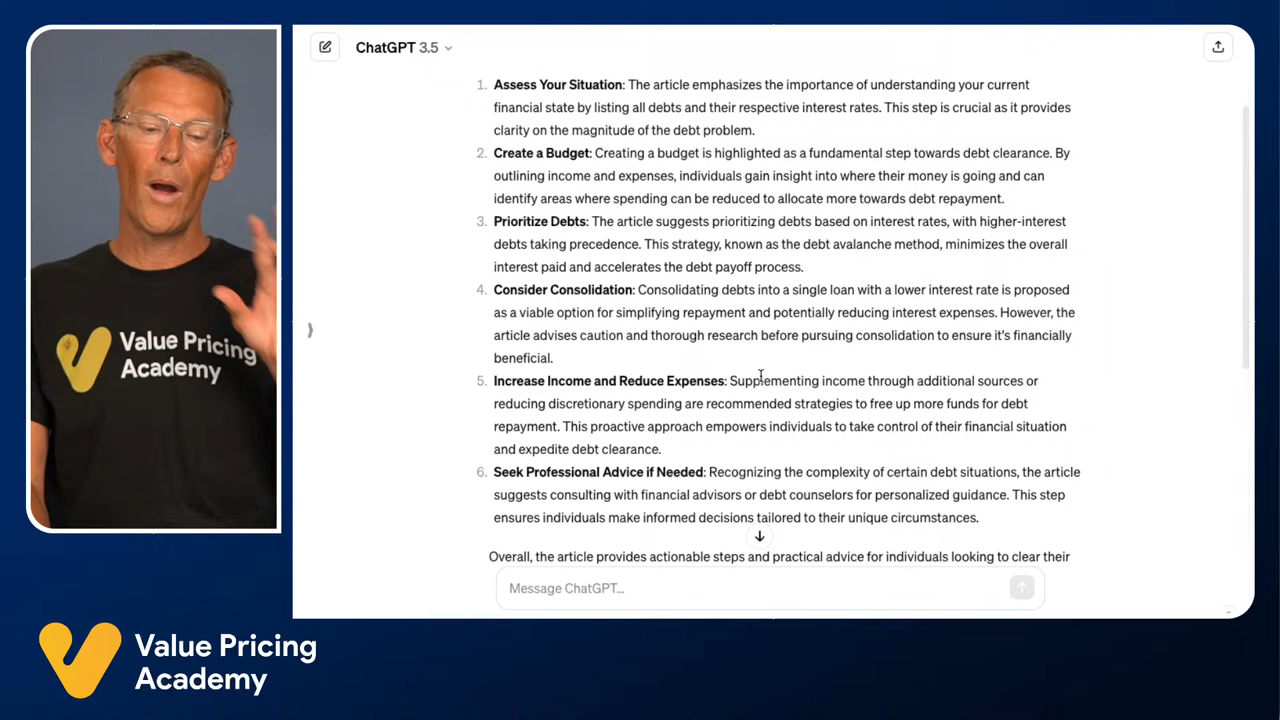 Value Pricing
Academy
ChatGPT 3.5
1. Assess Your Situation: The article emphasizes the importance of understanding your current
financial state by listing all debts and their respective interest rates. This step is crucial as it provides
clarity on the magnitude of the debt problem.
2. Create a Budget: Creating a budget is highlighted as a fundamental step towards debt clearance. By
outlining income and expenses, individuals gain insight into where their money is going and can
identify areas where spending can be reduced to allocate more towards debt repayment.
3. Prioritize Debts: The article suggests prioritizing debts based on interest rates, with higher-interest
debts taking precedence. This strategy, known as the debt avalanche method, minimizes the overall
interest paid and accelerates the debt payoff process.
4. Consider Consolidation: Consolidating debts into a single loan with a lower interest rate is proposed
as a viable option for simplifying repayment and potentially reducing interest expenses. However, the
article advises caution and thorough research before pursuing consolidation to ensure it's financially
beneficial.
5. Increase Income and Reduce Expenses: Supplementing income through additional sources or
reducing discretionary spending are recommended strategies to free up more funds for debt
repayment. This proactive approach empowers individuals to take control of their financial situation
and expedite debt clearance.
6. Seek Professional Advice if Needed: Recognizing the complexity of certain debt situations, the article
suggests consulting with financial advisors or debt counselors for personalized guidance. This step
ensures individuals make informed decisions tailored to their unique circumstances.
Overall, the article provides actionable steps and practical advice for individuals looking to clear their
Message ChatGPT...
Value Pricing
Academy